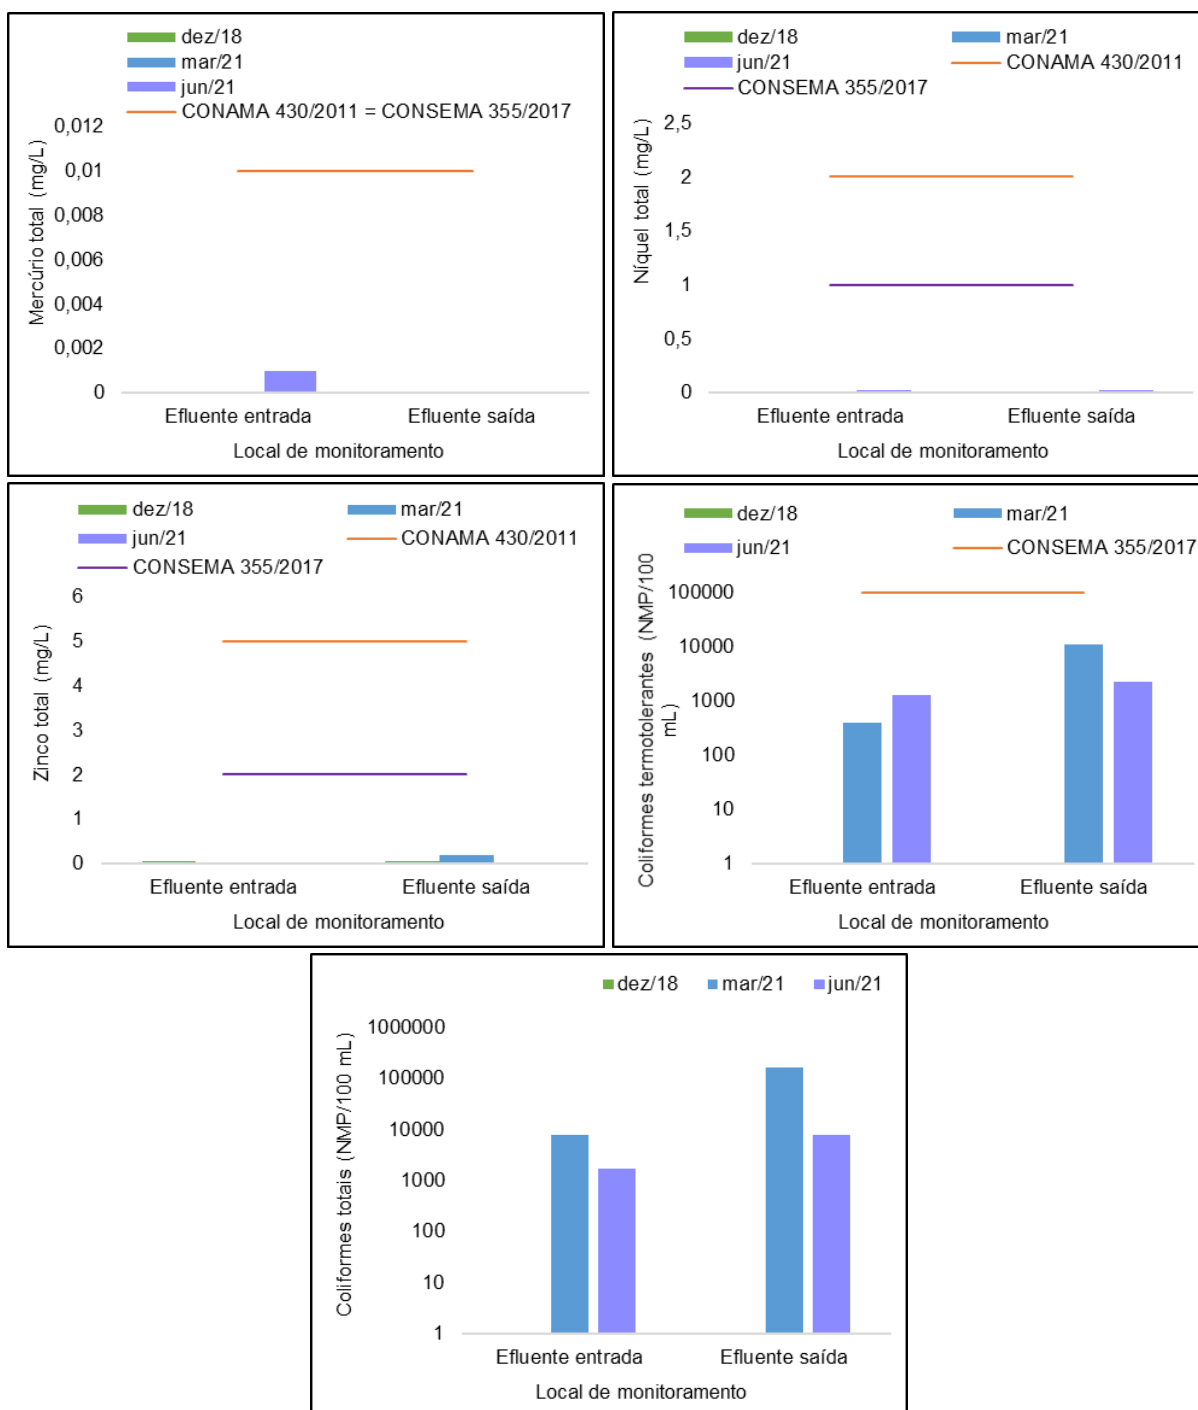 dez/18
mar/21
jun/21
CONAMA 430/2011 = CONSEMA 355/2017
Mercúrio total (mg/L)
0,012
0,01
0,008
0,006
0,004
0,002
0
Efluente entrada Efluente saída
Local de monitoramento
dez/18 mar/21
jun/21 CONAMA 430/2011
CONSEMA 355/2017
Níquel total (mg/L)
2,5
2
1,5
1
0,5
0
Efluente entrada Efluente saída
Local de monitoramento
dez/18 mar/21
jun/21 CONAMA 430/2011
CONSEMA 355/2017
Zinco total (mg/L)
6
5
4
3
2
1
0
Efluente entrada Efluente saída
Local de monitoramento
dez/18 mar/21
jun/21 CONSEMA 355/2017
Coliformes termotolerantes (NMP/100
mL)
100000
10000
1000
100
10
1
Efluente entrada Efluente saída
Local de monitoramento
dez/18 mar/21 jun/21
Coliformes totais (NMP/100 mL)
1000000
100000
10000
1000
100
10
1
Efluente entrada Efluente saída
Local de monitoramento